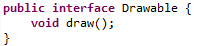 public interface Drawable {
    void draw();
}